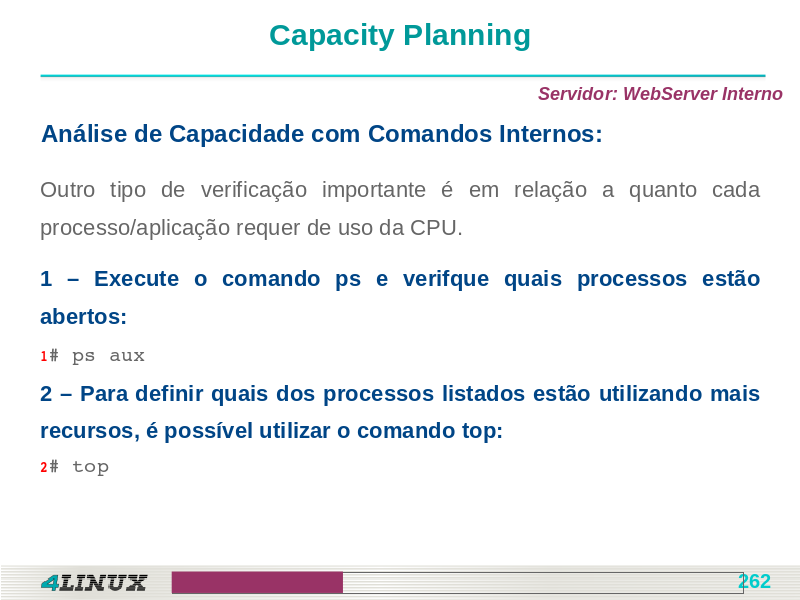 Capacity Planning
Servidor: WebServer Interno
Análise de Capacidade com Comandos Internos:
Outro tipo de verificação importante é em relação a quanto cada
processo/aplicação requer de uso da CPU.
1 – Execute o comando ps e verifque quais processos estão
abertos:
1# ps aux
2 – Para definir quais dos processos listados estão utilizando mais
recursos, é possível utilizar o comando top:
2# top
4LINUX
262